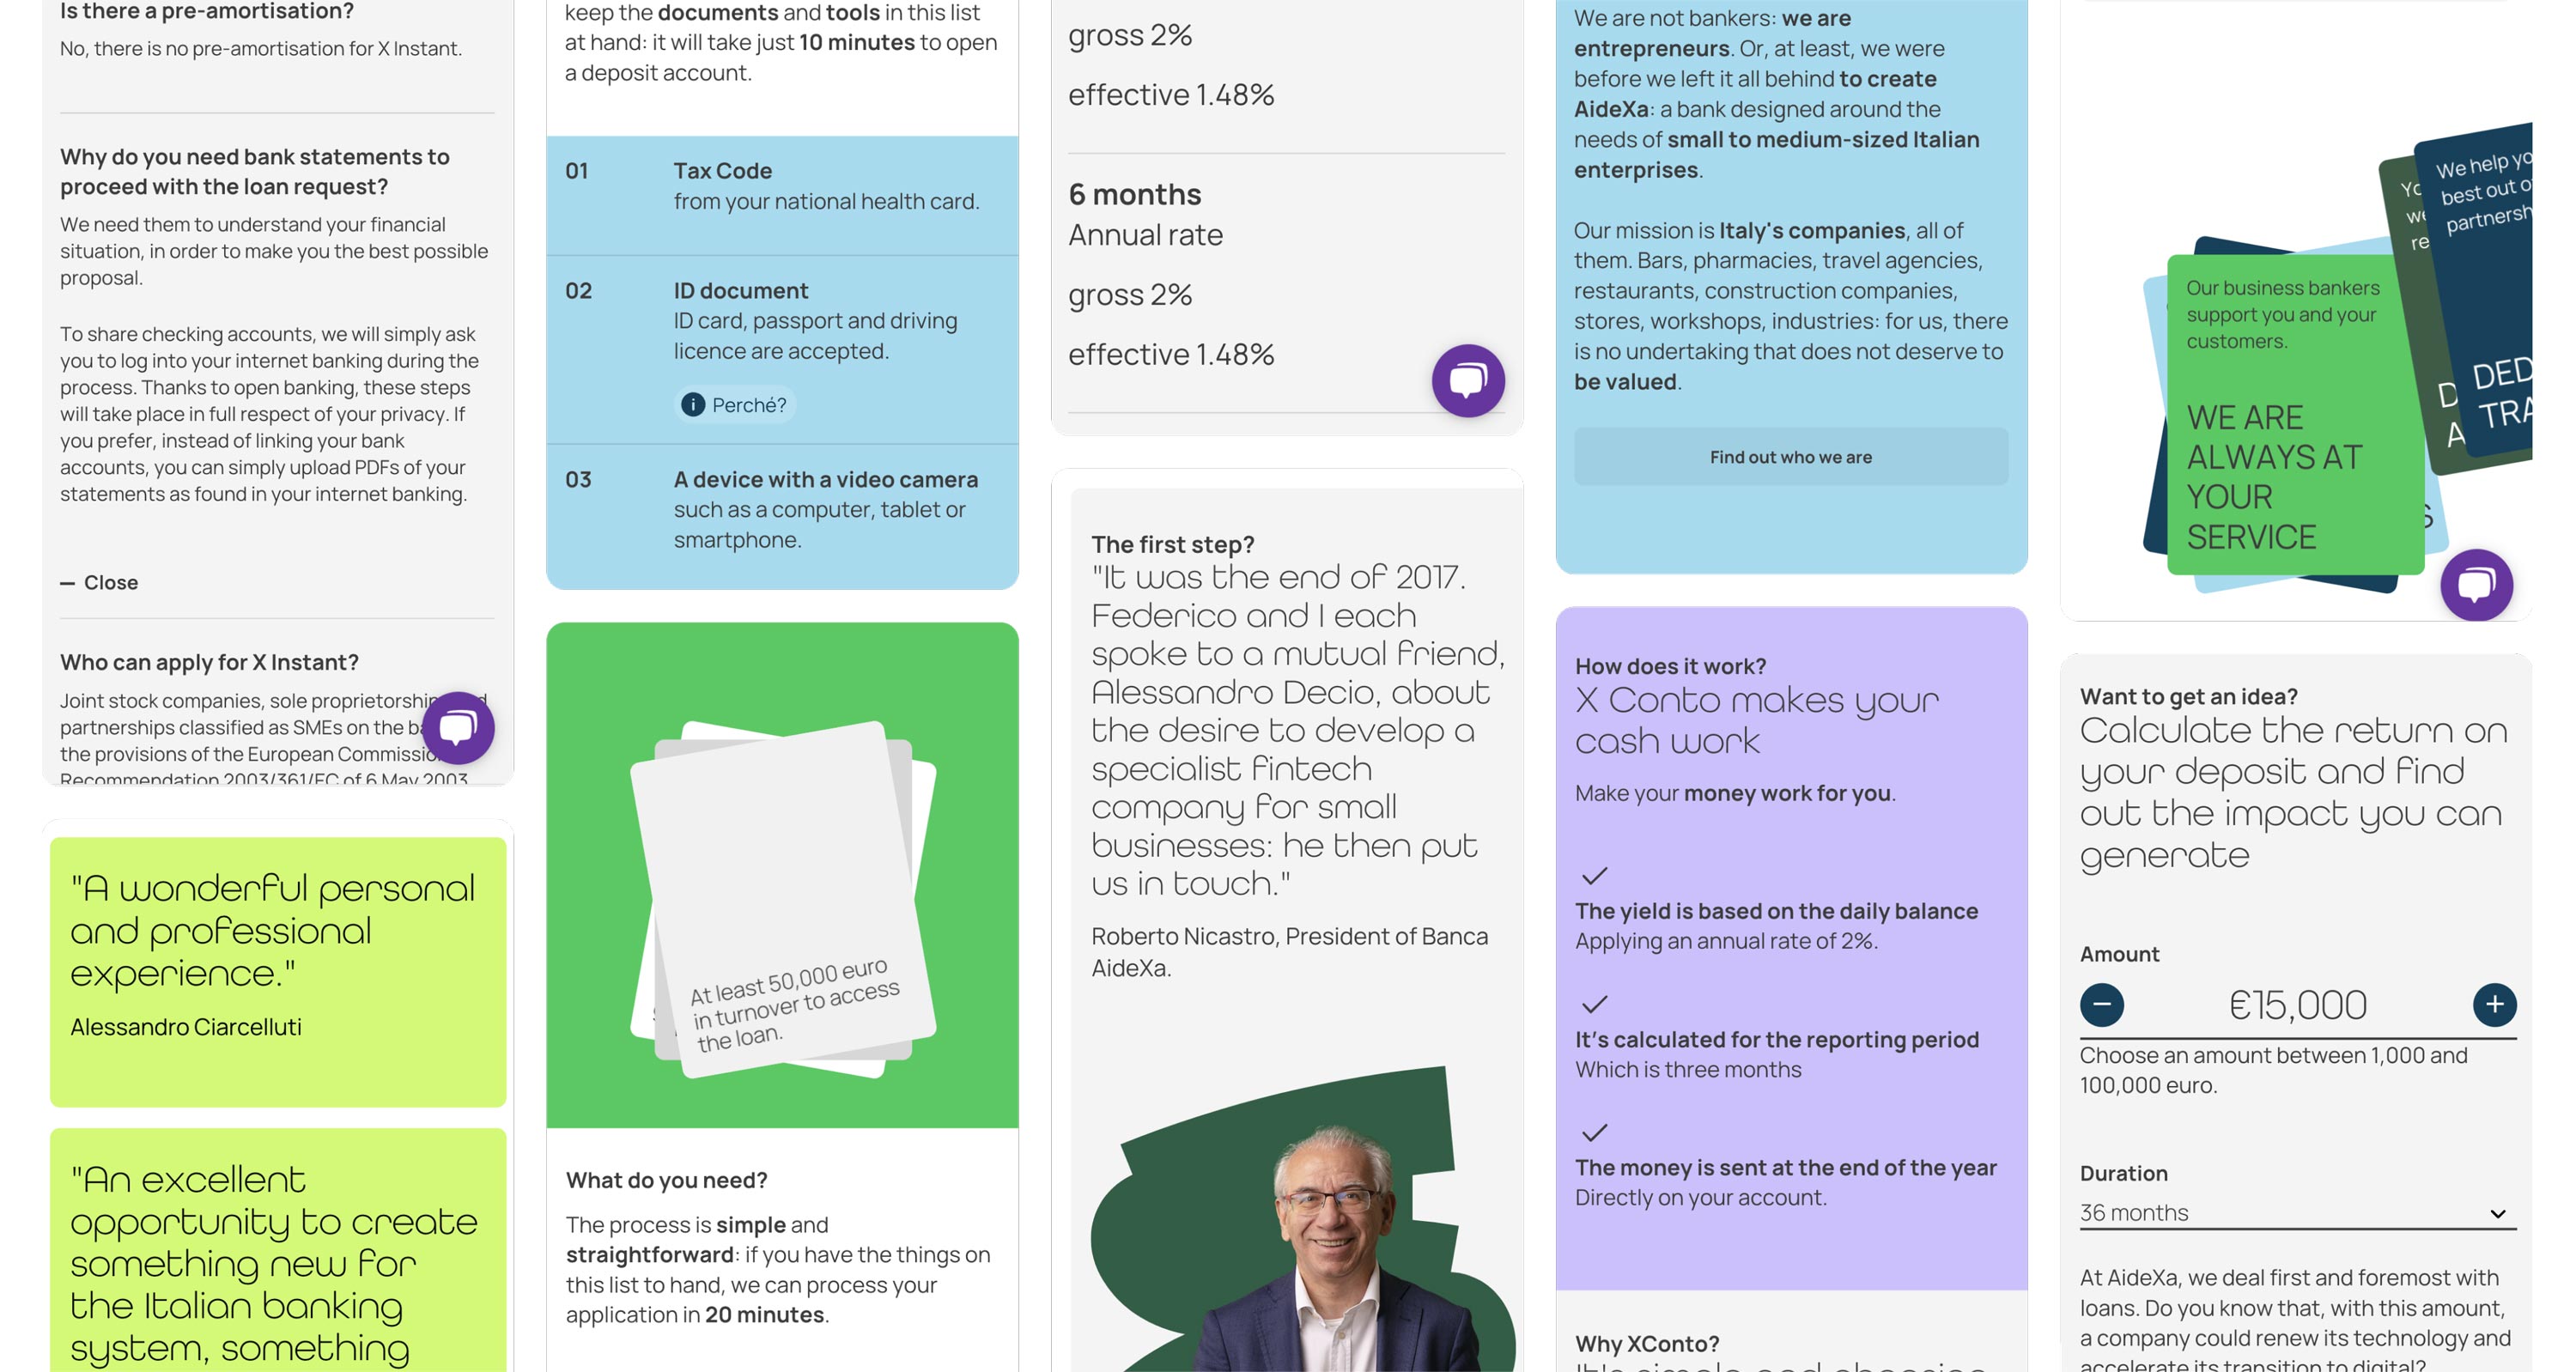 Is there a pre-amortisation?
No, there is no pre-amortisation for X Instant.
Why do you need bank statements to
proceed with the loan request?
We need them to understand your financial
situation, in order to make you the best possible
proposal.
To share checking accounts, we will simply ask
you to log into your internet banking during the
process. Thanks to open banking, these steps
will take place in full respect of your privacy. If
you prefer, instead of linking your bank
accounts, you can simply upload PDFs of your
statements as found in your internet banking.
Close
Who can apply for X Instant?
Joint stock companies, sole
partnerships classified as SMEs on the
the provisions of the European
Recommendation 2003/361/EC of 6 May 2003
"A wonderful personal
and professional
experience."
Alessandro Ciarcelluti
"An excellent
opportunity to create
something new for
the Italian banking
system, something
keep the documents and tools in this list
at hand: it will take just 10 minutes to open
a deposit account.
01 Tax Code
from your national health card.
02 ID document
ID card, passport and driving
licence are accepted.
i Perché?
03 A device with a video camera
such as a computer, tablet or
smartphone.
At least 50,000 euro
in turnover to access
the loan.
What do you need?
The process is simple and
straightforward: if you have the things on
this list to hand, we can process your
application in 20 minutes.
gross 2%
effective 1.48%
6 months
Annual rate
gross 2%
effective 1.48%
The first step?
"It was the end of 2017.
Federico and I each
spoke to a mutual friend,
Alessandro Decio, about
the desire to develop a
specialist fintech
company for small
businesses: he then put
us in touch."
Roberto Nicastro, President of Banca
AideXa.
We are not bankers: we are
entrepreneurs. Or, at least, we were
before we left it all behind to create
AideXa: a bank designed around the
needs of small to medium-sized Italian
enterprises.
Our mission is Italy's companies, all of
them. Bars, pharmacies, travel agencies,
restaurants, construction companies,
stores, workshops, industries: for us, there
is no undertaking that does not deserve to
be valued.
Find out who we are
How does it work?
X Conto makes your
cash work
Make your money work for you.
The yield is based on the daily balance
Applying an annual rate of 2%.
It's calculated for the reporting period
Which is three months
The money is sent at the end of the year
Directly on your account.
Why XConto?
We help
best out
DED
TRA
Our business bankers
support you and your
customers.
WE ARE
ALWAYS AT
YOUR
SERVICE
Want to get an idea?
Calculate the return on
your deposit and find
out the impact you can
generate
Amount
€15,000
Choose an amount between 1,000 and
100,000 euro.
Duration
36 months
At AideXa, we deal first and foremost with
loans. Do you know that, with this amount,
a company could renew its technology and
accelerate its transition to digital?